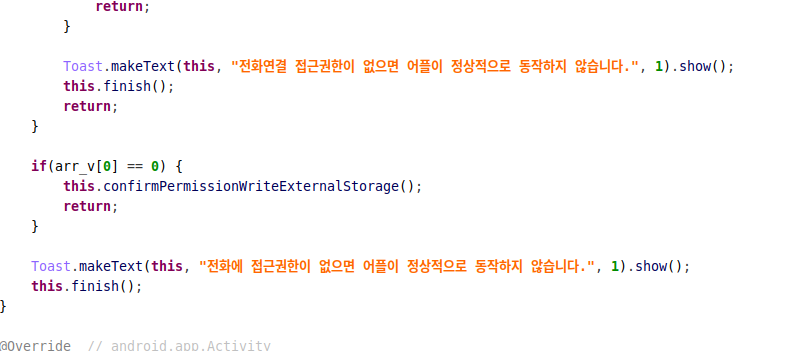 return;
}
Toast.makeText(this, "전화연결 접근권한이 없으면 어플이 정상적으로 동작하지 않습니다.", 1).show();
this.finish();
return;
}
if(arr_v[0] == 0) {
this.confirmPermissionWriteExternalStorage();
return;
}
Toast.makeText(this, "전화에 접근권한이 없으면 어플이 정상적으로 동작하지 않습니다.", 1).show();
this.finish();
}
@Override  // android.app.Activity